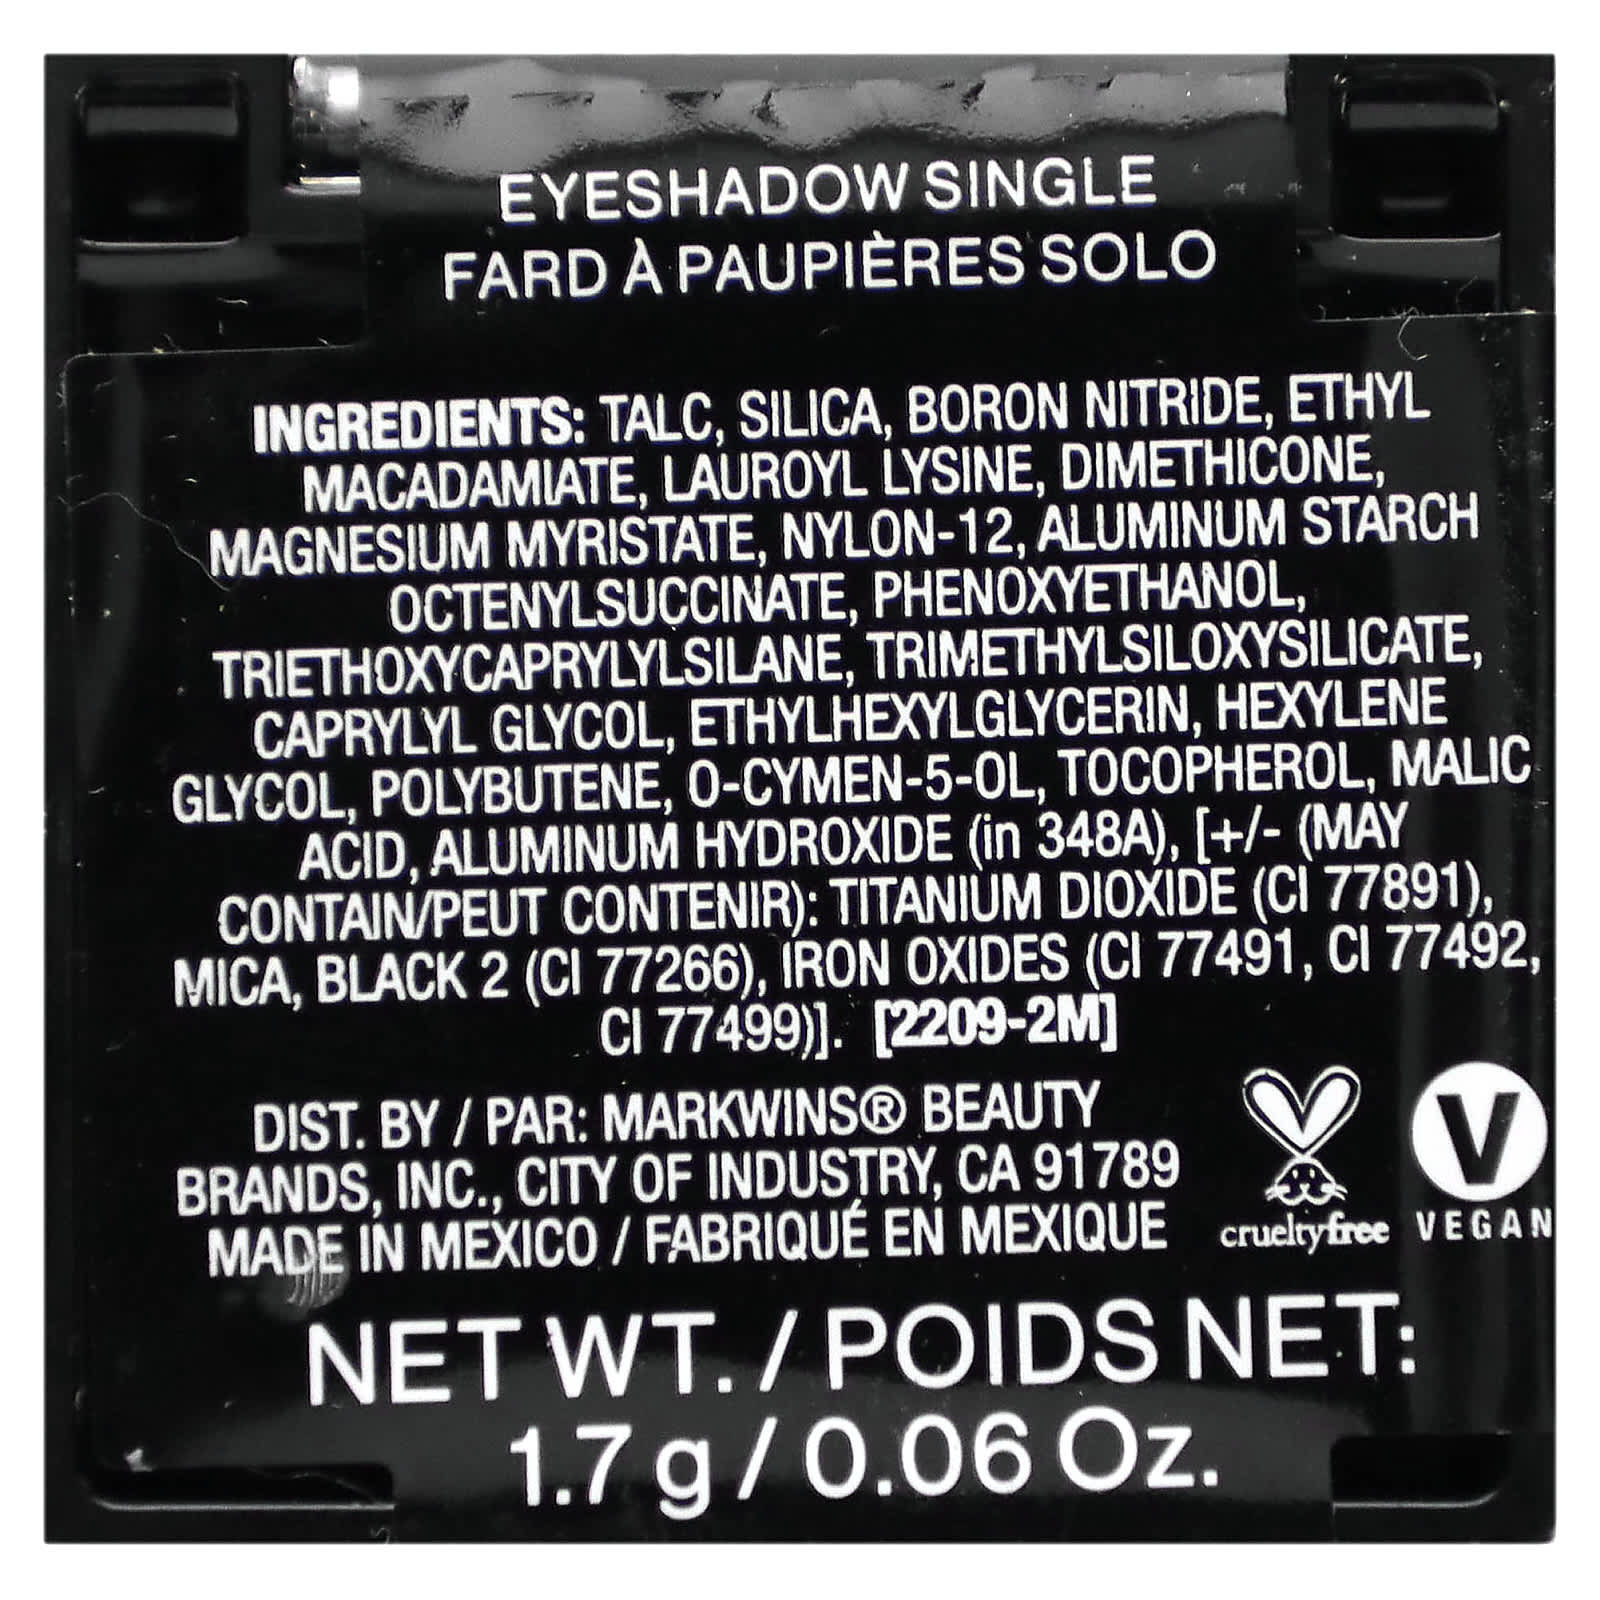 EYESHADOW SINGLE
FARD À PAUPIÈRES SOLO
INGREDIENTS: TALC, SILICA, BORON NITRIDE, ETHYL
MACADAMIATE, LAUROYL LYSINE, DIMETHICONE,
MAGNESIUM MYRISTATE, NYLON-12, ALUMINUM STARCH
OCTENYLSUCCINATE, PHENOXYETHANOL,
TRIETHOXYCAPRYLYLSILANE, TRIMETHYLSILOXYSILICATE,
CAPRYLYL GLYCOL, ETHYLHEXYLGLYCERIN, HEXYLENE
GLYCOL, POLYBUTENE, O-CYMEN-5-OL, TOCOPHEROL, MALIC
ACID, ALUMINUM HYDROXIDE (in 348A), [+/- (MAY
CONTAIN/PEUT CONTENIR): TITANIUM DIOXIDE (CI 77891),
MICA, BLACK 2 (CI 77266), IRON OXIDES (CI 77491, CI 77492,
CI 77499)]. [2209-2M]
DIST. BY / PAR: MARKWINS® BEAUTY
BRANDS, INC., CITY OF INDUSTRY, CA 91789
MADE IN MEXICO / FABRIQUÉ EN MEXIQUE
crueltyfree
V
VEGAN
NET WT. / POIDS NET:
1.7 g / 0.06 Oz.